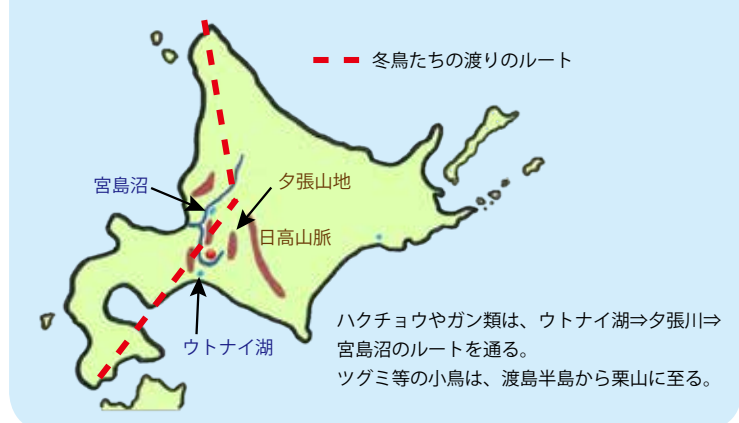 冬鳥たちの渡りのルート
宮島沼
夕張山地
日高山脈
ウトナイ湖
ハクチョウやガン類は、ウトナイ湖⇒夕張川⇒
宮島沼のルートを通る。
ツグミ等の小鳥は、渡島半島から栗山に至る。